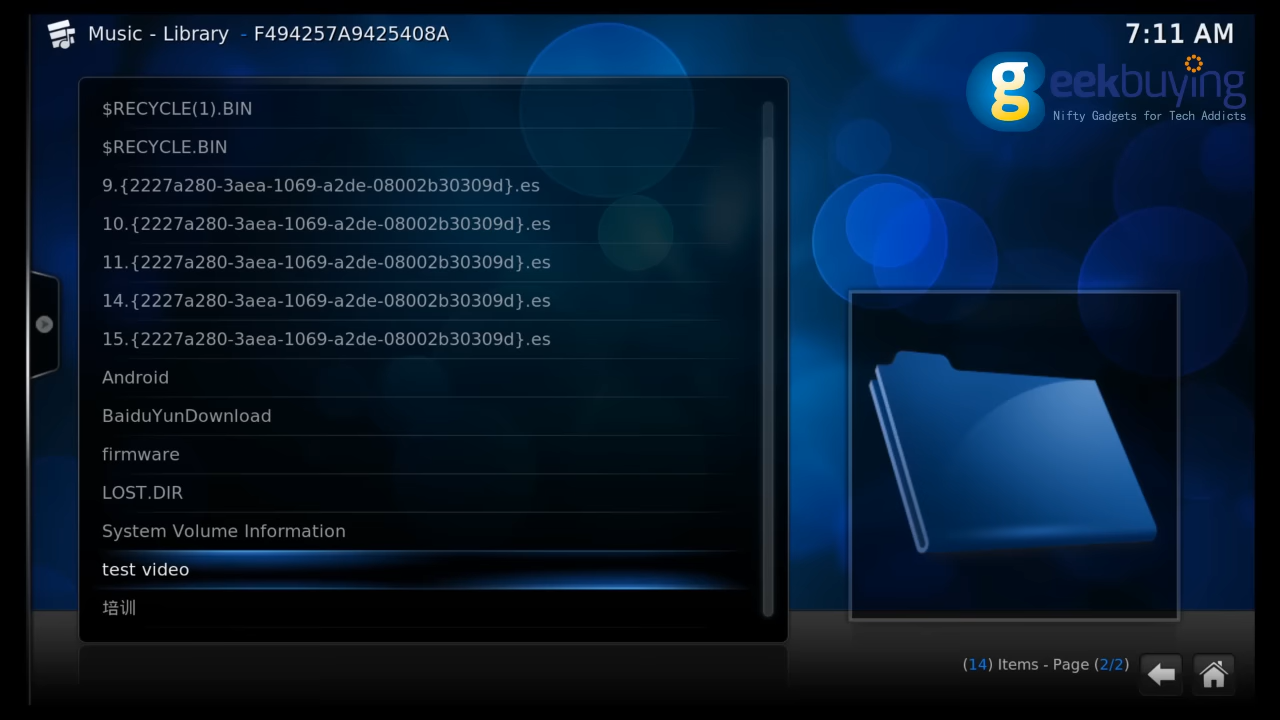 Music - Library - F494257A9425408A
7:11 AM
geekbuying
Nifty Gadgets for Tech Addicts
$RECYCLE(1).BIN
$RECYCLE.BIN
9.{2227a280-3aea-1069-a2de-08002b30309d}.es
10.{2227a280-3aea-1069-a2de-08002b30309d}.es
11.{2227a280-3aea-1069-a2de-08002b30309d}.es
14.{2227a280-3aea-1069-a2de-08002b30309d}.es
15.{2227a280-3aea-1069-a2de-08002b30309d}.es
Android
BaiduYunDownload
firmware
LOST.DIR
System Volume Information
test video
培训
(14) Items - Page (2/2)